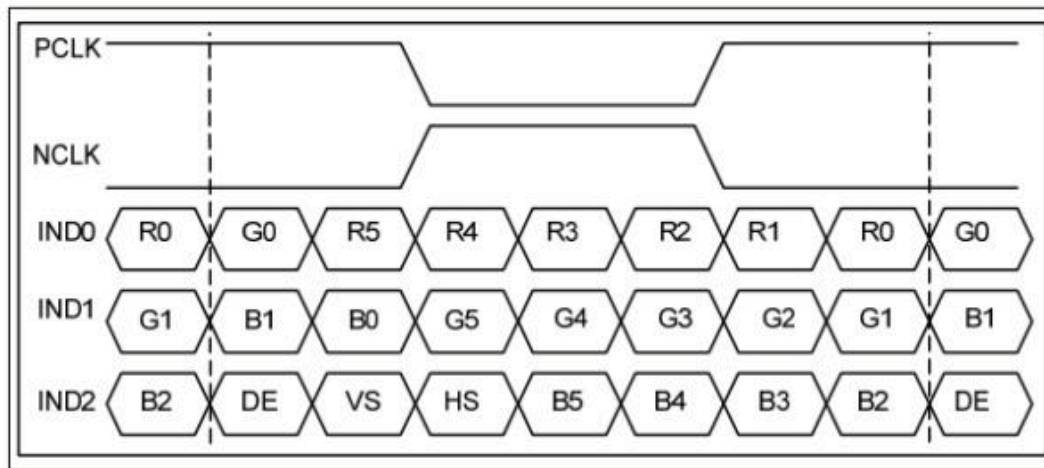 PCLK
NCLK
IND0 R0 G0 R5 R4 R3 R2 R1 R0 G0
IND1 G1 B1 B0 G5 G4 G3 G2 G1 B1
IND2 B2 DE VS HS B5 B4 B3 B2 DE